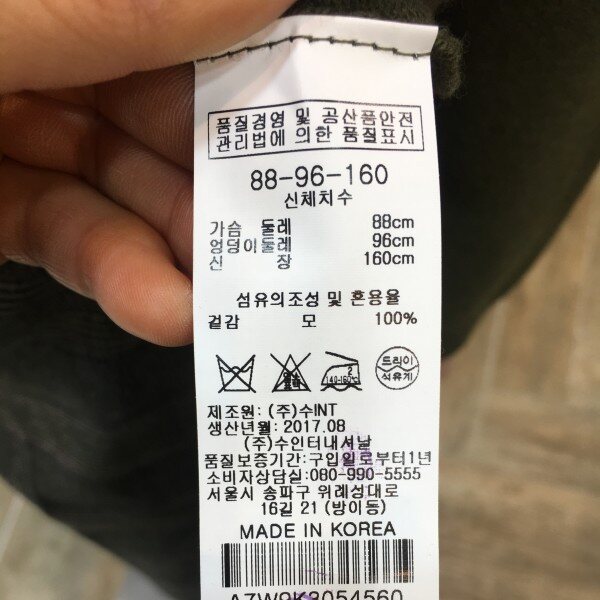 품질경영 및 공산품안전
관리법에 의한 품질표시
88-96-160
신체치수
가슴 둘레 88cm
엉덩이둘레 96cm
신 장 160cm
섬유의조성 및 혼용율
겉감 모 100%
2
140-160℃
드라이
석유계
제조원: (주)수INT
생산년월: 2017.08
(주)수인터내셔날
품질보증기간:구입일로부터1년
소비자상담실:080-990-5555
서울시 송파구 위례성대로
16길 21 (방이동)
MADE IN KOREA